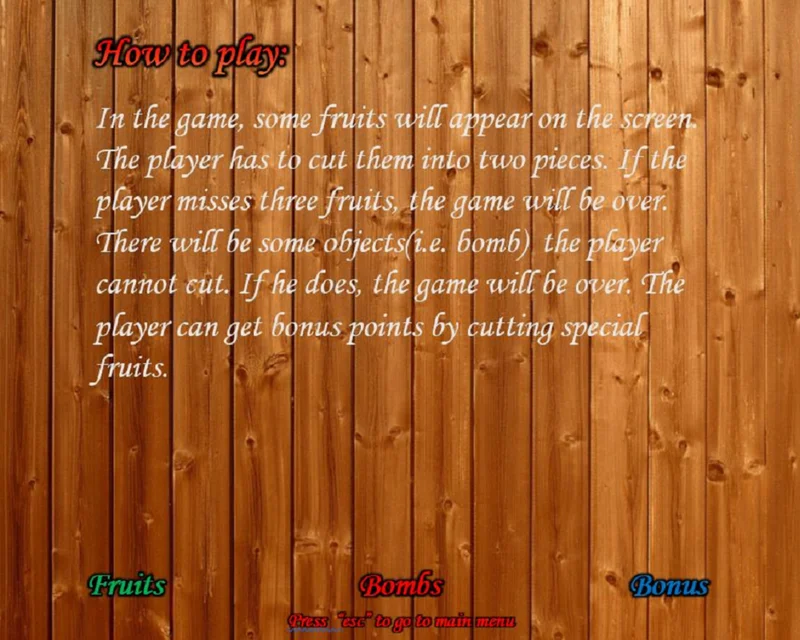 How to play:
In the game, some fruits will appear on the screen.
The player has to cut them into two pieces. If the
player misses three fruits, the game will be over.
There will be some objects(i.e. bomb) the player
cannot cut. If he does, the game will be over. The
player can get bonus points by cutting special
fruits.
Fruits Bombs Bonus
Press "esc" to go to main menu.